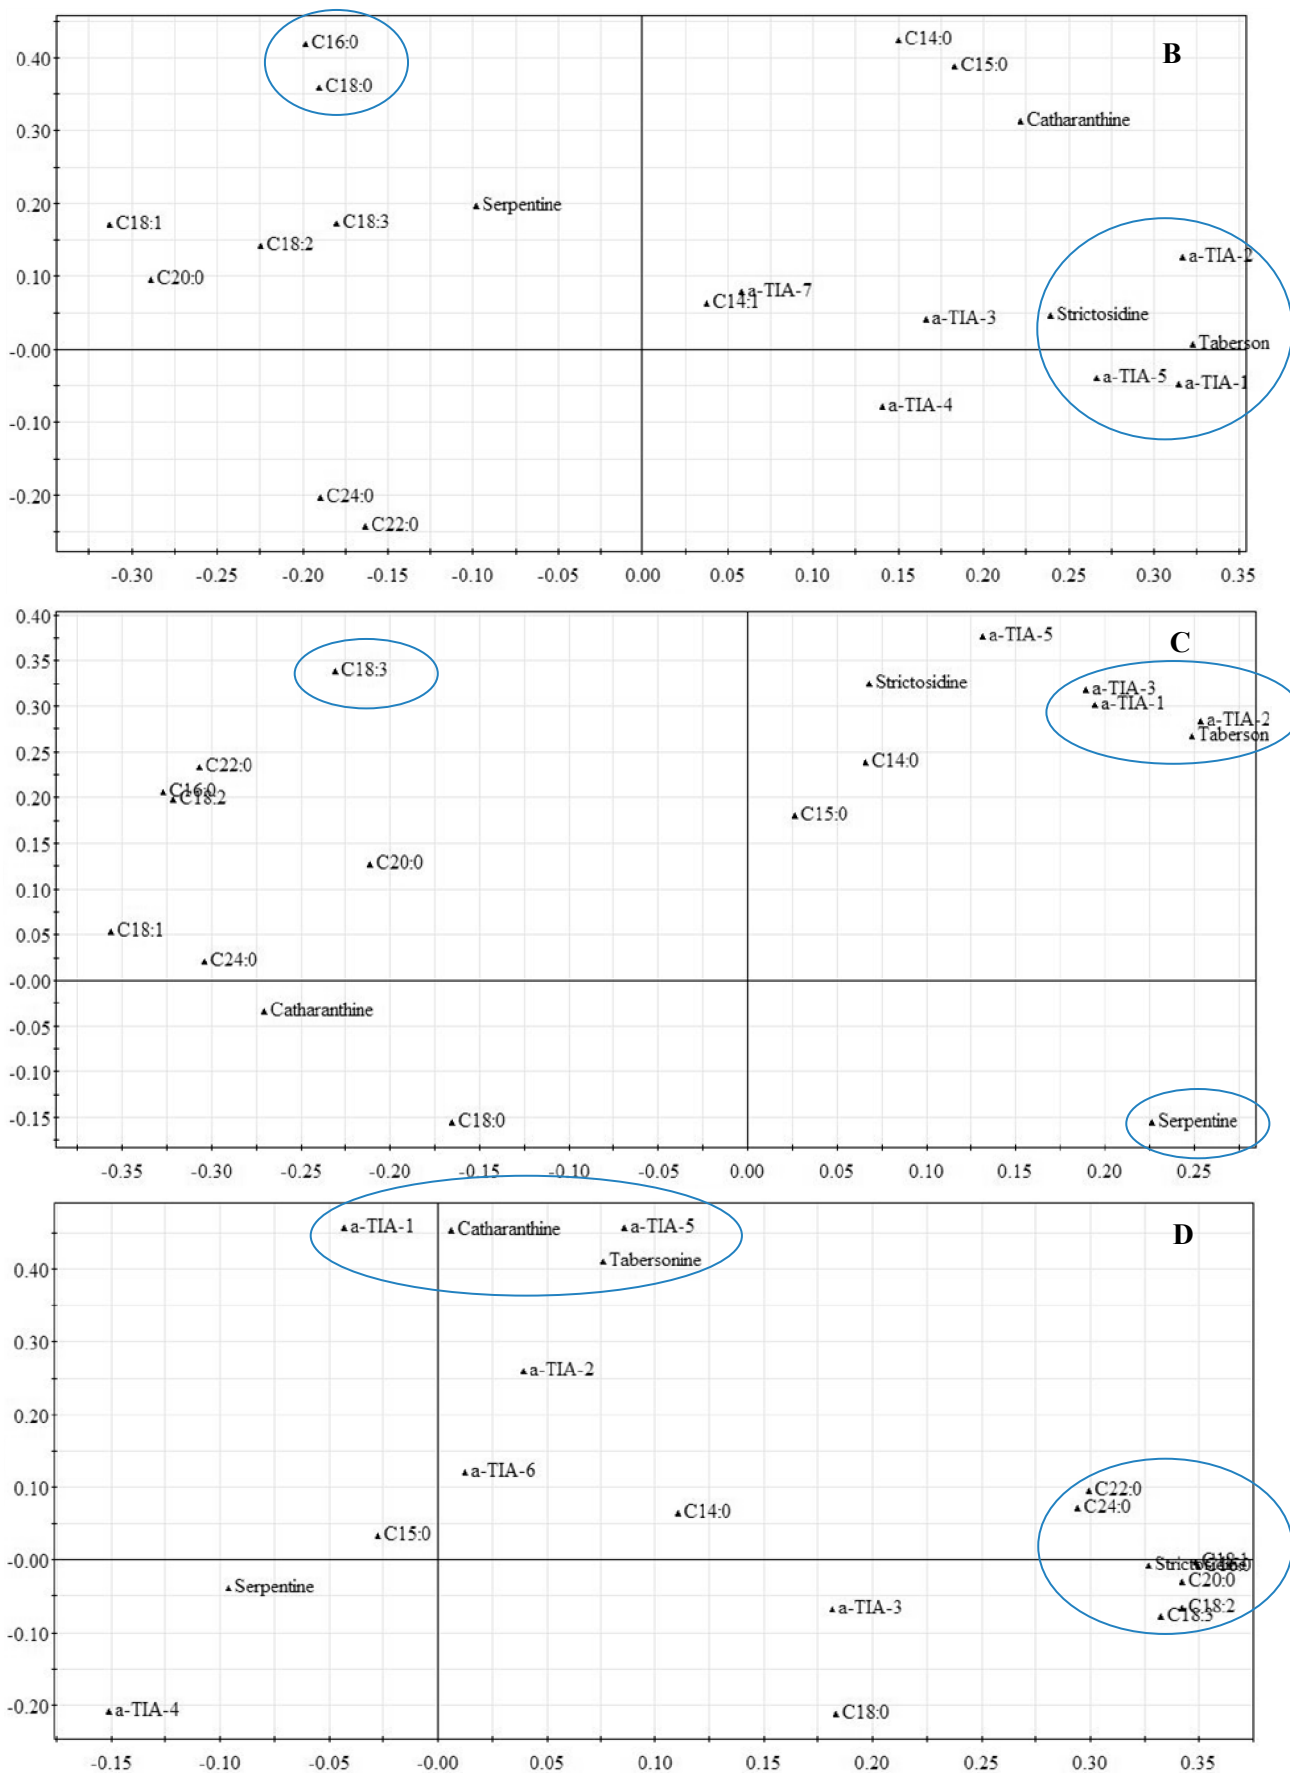 0.40
C16:0
C14:0
B
C15:0
C18:0
0.30
Catharanthine
0.20
Serpentine
C18:1
C18:3
C18:2
a-TIA-2
0.10
C20:0
a-TIA-7
C14:1
Strictosidine
a-TIA-3
Taberson
-0.00
a-TIA-5
a-TIA-1
a-TIA-4
-0.10
-0.20
C24:0
C22:0
-0.30 -0.25 -0.20 -0.15 -0.10 -0.05 0.00 0.05 0.10 0.15 0.20 0.25 0.30 0.35
0.40
a-TIA-5
C
0.35
C18:3
Strictosidine
a-TIA-3
0.30
a-TIA-1
a-TIA-2
Taberson
0.25
C22:0
C14:0
0.20
C16:0
C18:2
C15:0
0.15
C20:0
0.10
0.05
C18:1
C24:0
-0.00
Catharanthine
-0.05
-0.10
-0.15
C18:0
Serpentine
-0.35 -0.30 -0.25 -0.20 -0.15 -0.10 -0.05 0.00 0.05 0.10 0.15 0.20 0.25
a-TIA-1
Catharanthine
a-TIA-5
D
Tabersonine
0.40
0.30
a-TIA-2
0.20
a-TIA-6
0.10
C22:0
C24:0
C14:0
C15:0
-0.00
C18:1
Strictosidine
C20:0
Serpentine
C18:2
a-TIA-3
C18:3
-0.10
-0.20
a-TIA-4
C18:0
-0.15 -0.10 -0.05 -0.00 0.05 0.10 0.15 0.20 0.25 0.30 0.35